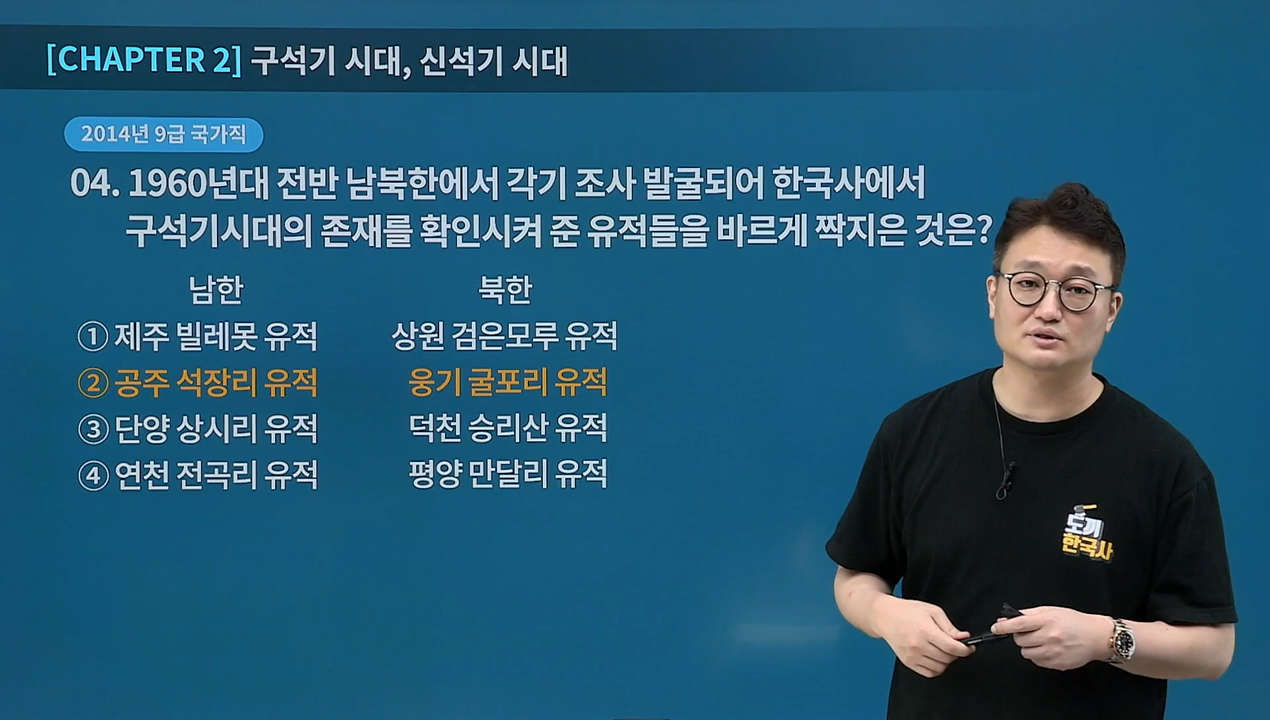 [CHAPTER 2] 구석기 시대, 신석기 시대
2014년 9급 국가직
04. 1960년대 전반 남북한에서 각기 조사 발굴되어 한국사에서
구석기시대의 존재를 확인시켜 준 유적들을 바르게 짝지은 것은?
남한 북한
① 제주 빌레못 유적 상원 검은모루 유적
② 공주 석장리 유적 웅기 굴포리 유적
③ 단양 상시리 유적 덕천 승리산 유적
④ 연천 전곡리 유적 평양 만달리 유적
도끼
한국사